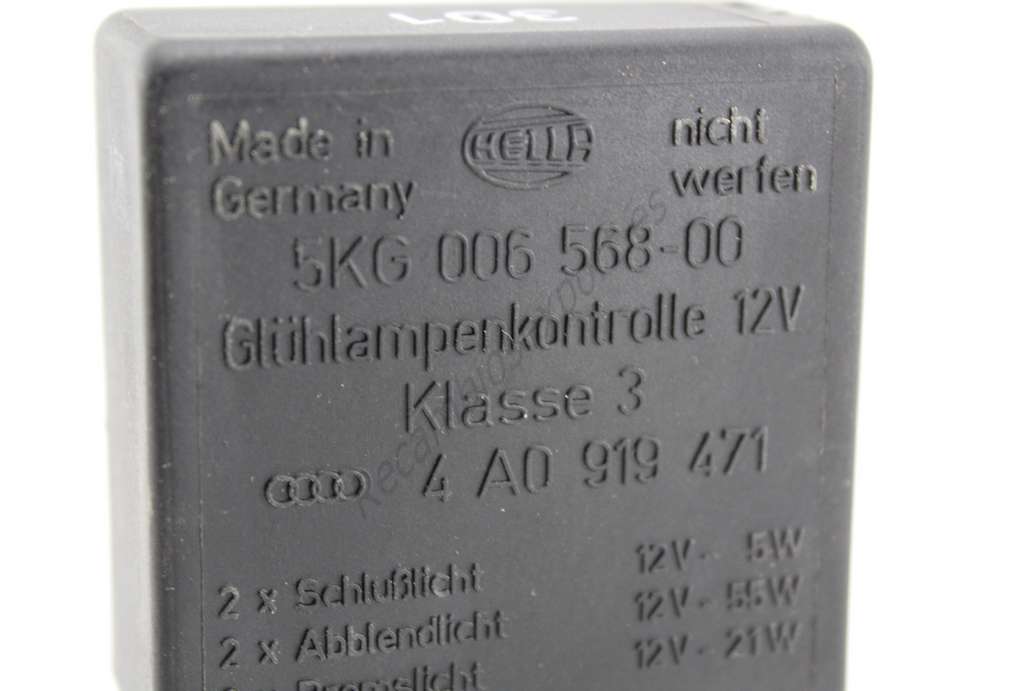 301
Made in
Germany
HELLA
nicht
werfen
5KG 006 568-00
Glühlampenkontrolle 12V
Klasse 3
4 A0 919 471
2 x Schlußlicht 12V - 5W
2 x Abblendlicht 12V - 55W
Bremslicht 12V - 21W